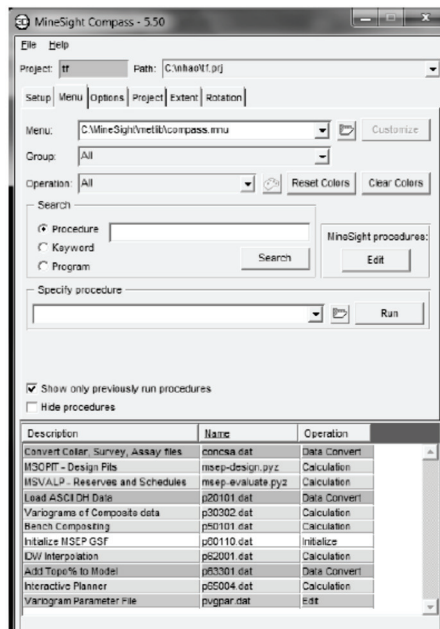 MineSight Compass - 5.50
File Help
Project: tf Path: C:\nhao\tf.prj
Setup Menu Options Project Extent Rotation
Menu: C:\MineSight\metlib\compass.mnu Customize
Group: All
Operation: All Reset Colors Clear Colors
Search
Procedure
Keyword
Program
Search
MineSight procedures:
Edit
Specify procedure
Run
Show only previously run procedures
Hide procedures
Description Name Operation
Convert Collar, Survey, Assay files concsa.dat Data Convert
MSOPIT - Design Pits msep-design.pyz Calculation
MSVALP - Reserves and Schedules msep-evaluate.pyz Calculation
Load ASCII DH Data p20101.dat Data Convert
Variograms of Composite data p30302.dat Calculation
Bench Compositing p50101.dat Calculation
Initialize MSEP GSF p60110.dat Initialize
IDW Interpolation p62001.dat Calculation
Add Topo% to Model p63301.dat Data Convert
Interactive Planner p65004.dat Calculation
Variogram Parameter File pvgpar.dat Edit